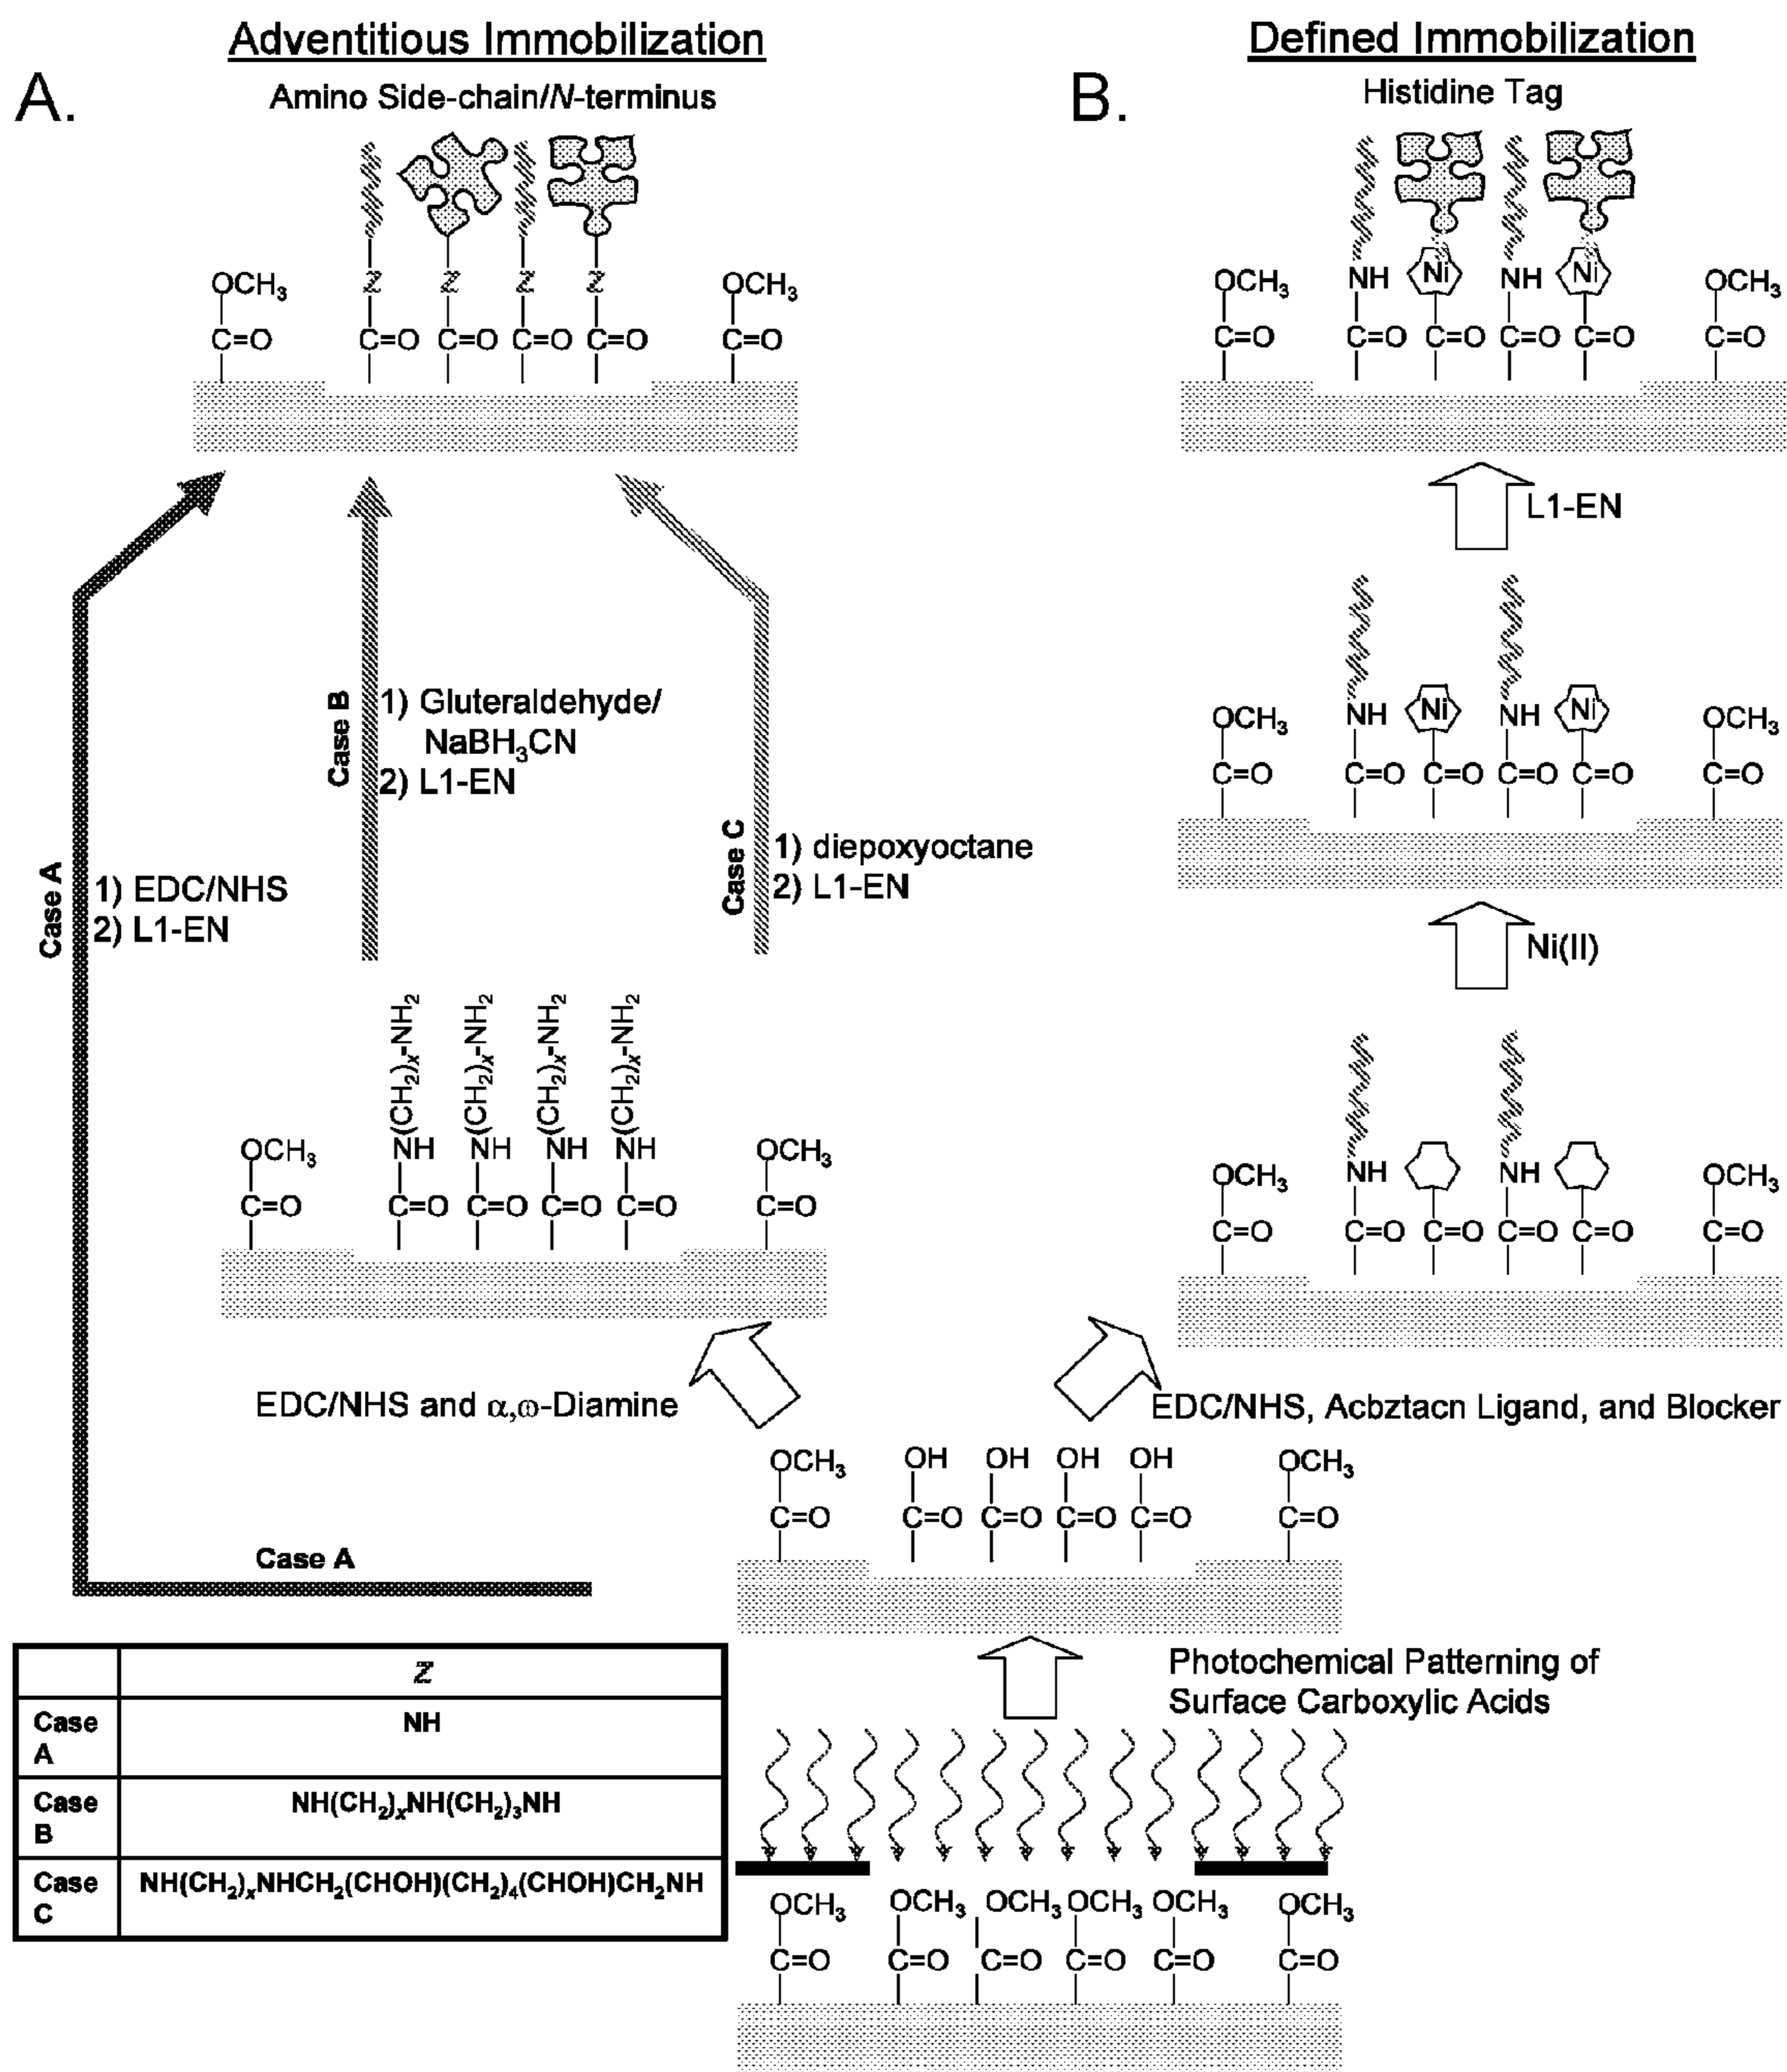 Adventitious Immobilization
A.
Amino Side-chain/N-terminus
OCH₃ Z Z Z Z OCH₃
C=O C=O C=O C=O C=O C=O
Case A
1) EDC/NHS
2) L1-EN
Case B
1) Gluteraldehyde/
NaBH₃CN
2) L1-EN
Case C
1) diepoxyoctane
2) L1-EN
(CH₂)ₓ-NH₂ (CH₂)ₓ-NH₂ (CH₂)ₓ-NH₂ (CH₂)ₓ-NH₂
OCH₃ NH NH NH NH OCH₃
C=O C=O C=O C=O C=O C=O
EDC/NHS and α,ω-Diamine
Case A
Defined Immobilization
B.
Histidine Tag
OCH₃ NH Ni NH Ni OCH₃
C=O C=O C=O C=O C=O C=O
L1-EN
OCH₃ NH Ni NH Ni OCH₃
C=O C=O C=O C=O C=O C=O
Ni(II)
OCH₃ NH NH OCH₃
C=O C=O C=O C=O C=O C=O
EDC/NHS, Acbztacn Ligand, and Blocker
OCH₃ OH OH OH OH OCH₃
C=O C=O C=O C=O C=O C=O
Photochemical Patterning of
Surface Carboxylic Acids
OCH₃ OCH₃ OCH₃ OCH₃ OCH₃ OCH₃
C=O C=O C=O C=O C=O C=O
Z
Case A
NH
Case B
NH(CH₂)ₓNH(CH₂)₃NH
Case C
NH(CH₂)ₓNHCH₂(CHOH)(CH₂)₄(CHOH)CH₂NH